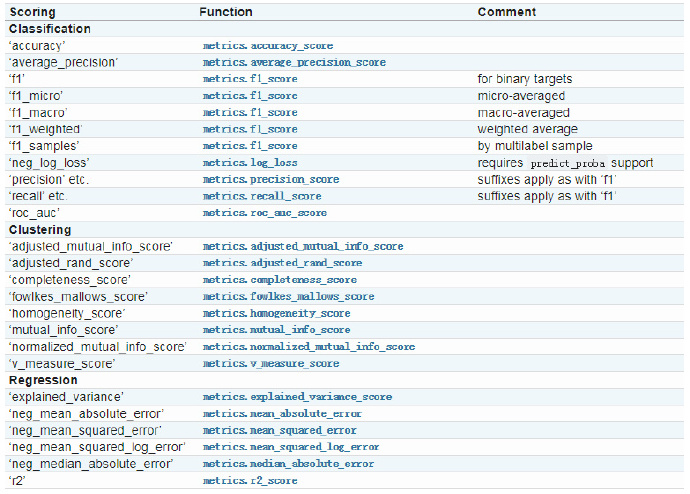 Scoring Function Comment
Classification
‘accuracy’ metrics.accuracy_score
‘average_precision’ metrics.average_precision_score
‘f1’ metrics.f1_score for binary targets
‘f1_micro’ metrics.f1_score micro-averaged
‘f1_macro’ metrics.f1_score macro-averaged
‘f1_weighted’ metrics.f1_score weighted average
‘f1_samples’ metrics.f1_score by multilabel sample
‘neg_log_loss’ metrics.log_loss requires predict_proba support
‘precision’ etc. metrics.precision_score suffixes apply as with ‘f1’
‘recall’ etc. metrics.recall_score suffixes apply as with ‘f1’
‘roc_auc’ metrics.roc_auc_score
Clustering
‘adjusted_mutual_info_score’ metrics.adjusted_mutual_info_score
‘adjusted_rand_score’ metrics.adjusted_rand_score
‘completeness_score’ metrics.completeness_score
‘fowlkes_mallows_score’ metrics.fowlkes_mallows_score
‘homogeneity_score’ metrics.homogeneity_score
‘mutual_info_score’ metrics.mutual_info_score
‘normalized_mutual_info_score’ metrics.normalized_mutual_info_score
‘v_measure_score’ metrics.v_measure_score
Regression
‘explained_variance’ metrics.explained_variance_score
‘neg_mean_absolute_error’ metrics.mean_absolute_error
‘neg_mean_squared_error’ metrics.mean_squared_error
‘neg_mean_squared_log_error’ metrics.mean_squared_log_error
‘neg_median_absolute_error’ metrics.median_absolute_error
‘r2’ metrics.r2_score